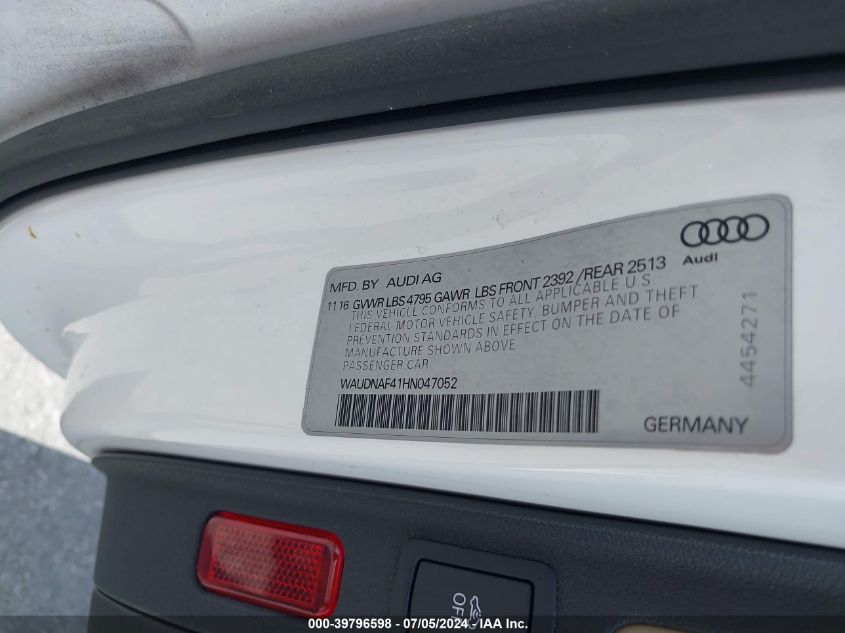 Audi
MFD. BY AUDI AG
11 16 GVWR LBS 4795 GAWR LBS FRONT 2392 /REAR 2513
THIS VEHICLE CONFORMS TO ALL APPLICABLE U.S
FEDERAL MOTOR VEHICLE SAFETY, BUMPER AND THEFT
PREVENTION STANDARDS IN EFFECT ON THE DATE OF
MANUFACTURE SHOWN ABOVE
PASSENGER CAR
WAUDNAF41HN047052
GERMANY
4454271
OFF
000-39796598 - 07/05/2024 - IAA Inc.